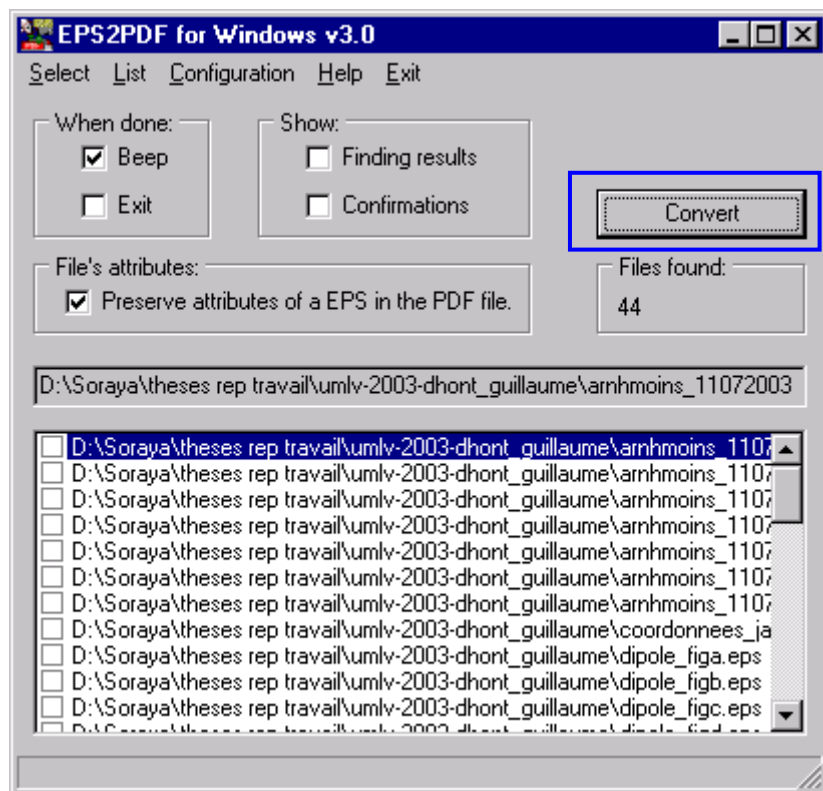 EPS2PDF for Windows v3.0
Select List Configuration Help Exit
When done: Show:
Beep Finding results
Exit Confirmations
Convert
File's attributes: Files found:
Preserve attributes of a EPS in the PDF file. 44
D:\Soraya\theses rep travail\umlv-2003-dhont_guillaume\arnhmoins_11072003
D:\Soraya\theses rep travail\umlv-2003-dhont_guillaume\arnhmoins_1107
D:\Soraya\theses rep travail\umlv-2003-dhont_guillaume\arnhmoins_1107
D:\Soraya\theses rep travail\umlv-2003-dhont_guillaume\arnhmoins_1107
D:\Soraya\theses rep travail\umlv-2003-dhont_guillaume\arnhmoins_1107
D:\Soraya\theses rep travail\umlv-2003-dhont_guillaume\arnhmoins_1107
D:\Soraya\theses rep travail\umlv-2003-dhont_guillaume\arnhmoins_1107
D:\Soraya\theses rep travail\umlv-2003-dhont_guillaume\arnhmoins_1107
D:\Soraya\theses rep travail\umlv-2003-dhont_guillaume\coordonnees_ja
D:\Soraya\theses rep travail\umlv-2003-dhont_guillaume\dipole_figa.eps
D:\Soraya\theses rep travail\umlv-2003-dhont_guillaume\dipole_figb.eps
D:\Soraya\theses rep travail\umlv-2003-dhont_guillaume\dipole_figc.eps